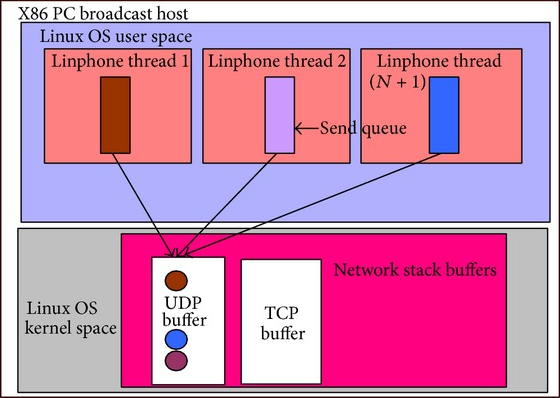 X86 PC broadcast host
Linux OS user space
Linphone thread 1
Linphone thread 2
Linphone thread
(N + 1)
Send queue
Network stack buffers
Linux OS
kernel space
UDP
buffer
TCP
buffer